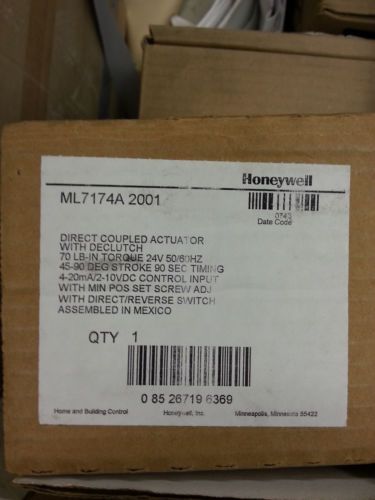 Honeywell
ML7174A 2001
0743
Date Code
DIRECT COUPLED ACTUATOR
WITH DECLUTCH
70 LB-IN TORQUE 24V 50/60HZ
45-90 DEG STROKE 90 SEC TIMING
4-20mA/2-10VDC CONTROL INPUT
WITH MIN POS SET SCREW ADJ
WITH DIRECT/REVERSE SWITCH
ASSEMBLED IN MEXICO
QTY 1
0 85 26719 6369
Home and Building Control Honeywell, Inc. Minneapolis, Minnesota 55422